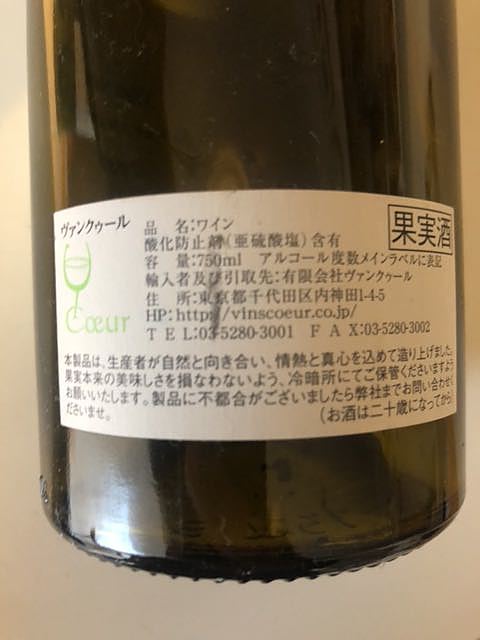 ヴァンクゥール
Cœur
品 名:ワイン
果実酒
酸化防止剤(亜硫酸塩)含有
容 量:750ml アルコール度数メインラベルに表記
輸入者及び引取先:有限会社ヴァンクゥール
住 所:東京都千代田区内神田1-4-5
HP:http://vinscoeur.co.jp/
TEL:03-5280-3001 FAX:03-5280-3002
本製品は、生産者が自然と向き合い、情熱と真心を込めて造り上げました。
果実本来の美味しさを損なわないよう、冷暗所にてご保管くださいますよう
お願いいたします。製品に不都合がございましたら弊社までお問い合わせく
ださいませ。
(お酒は二十歳になってから)